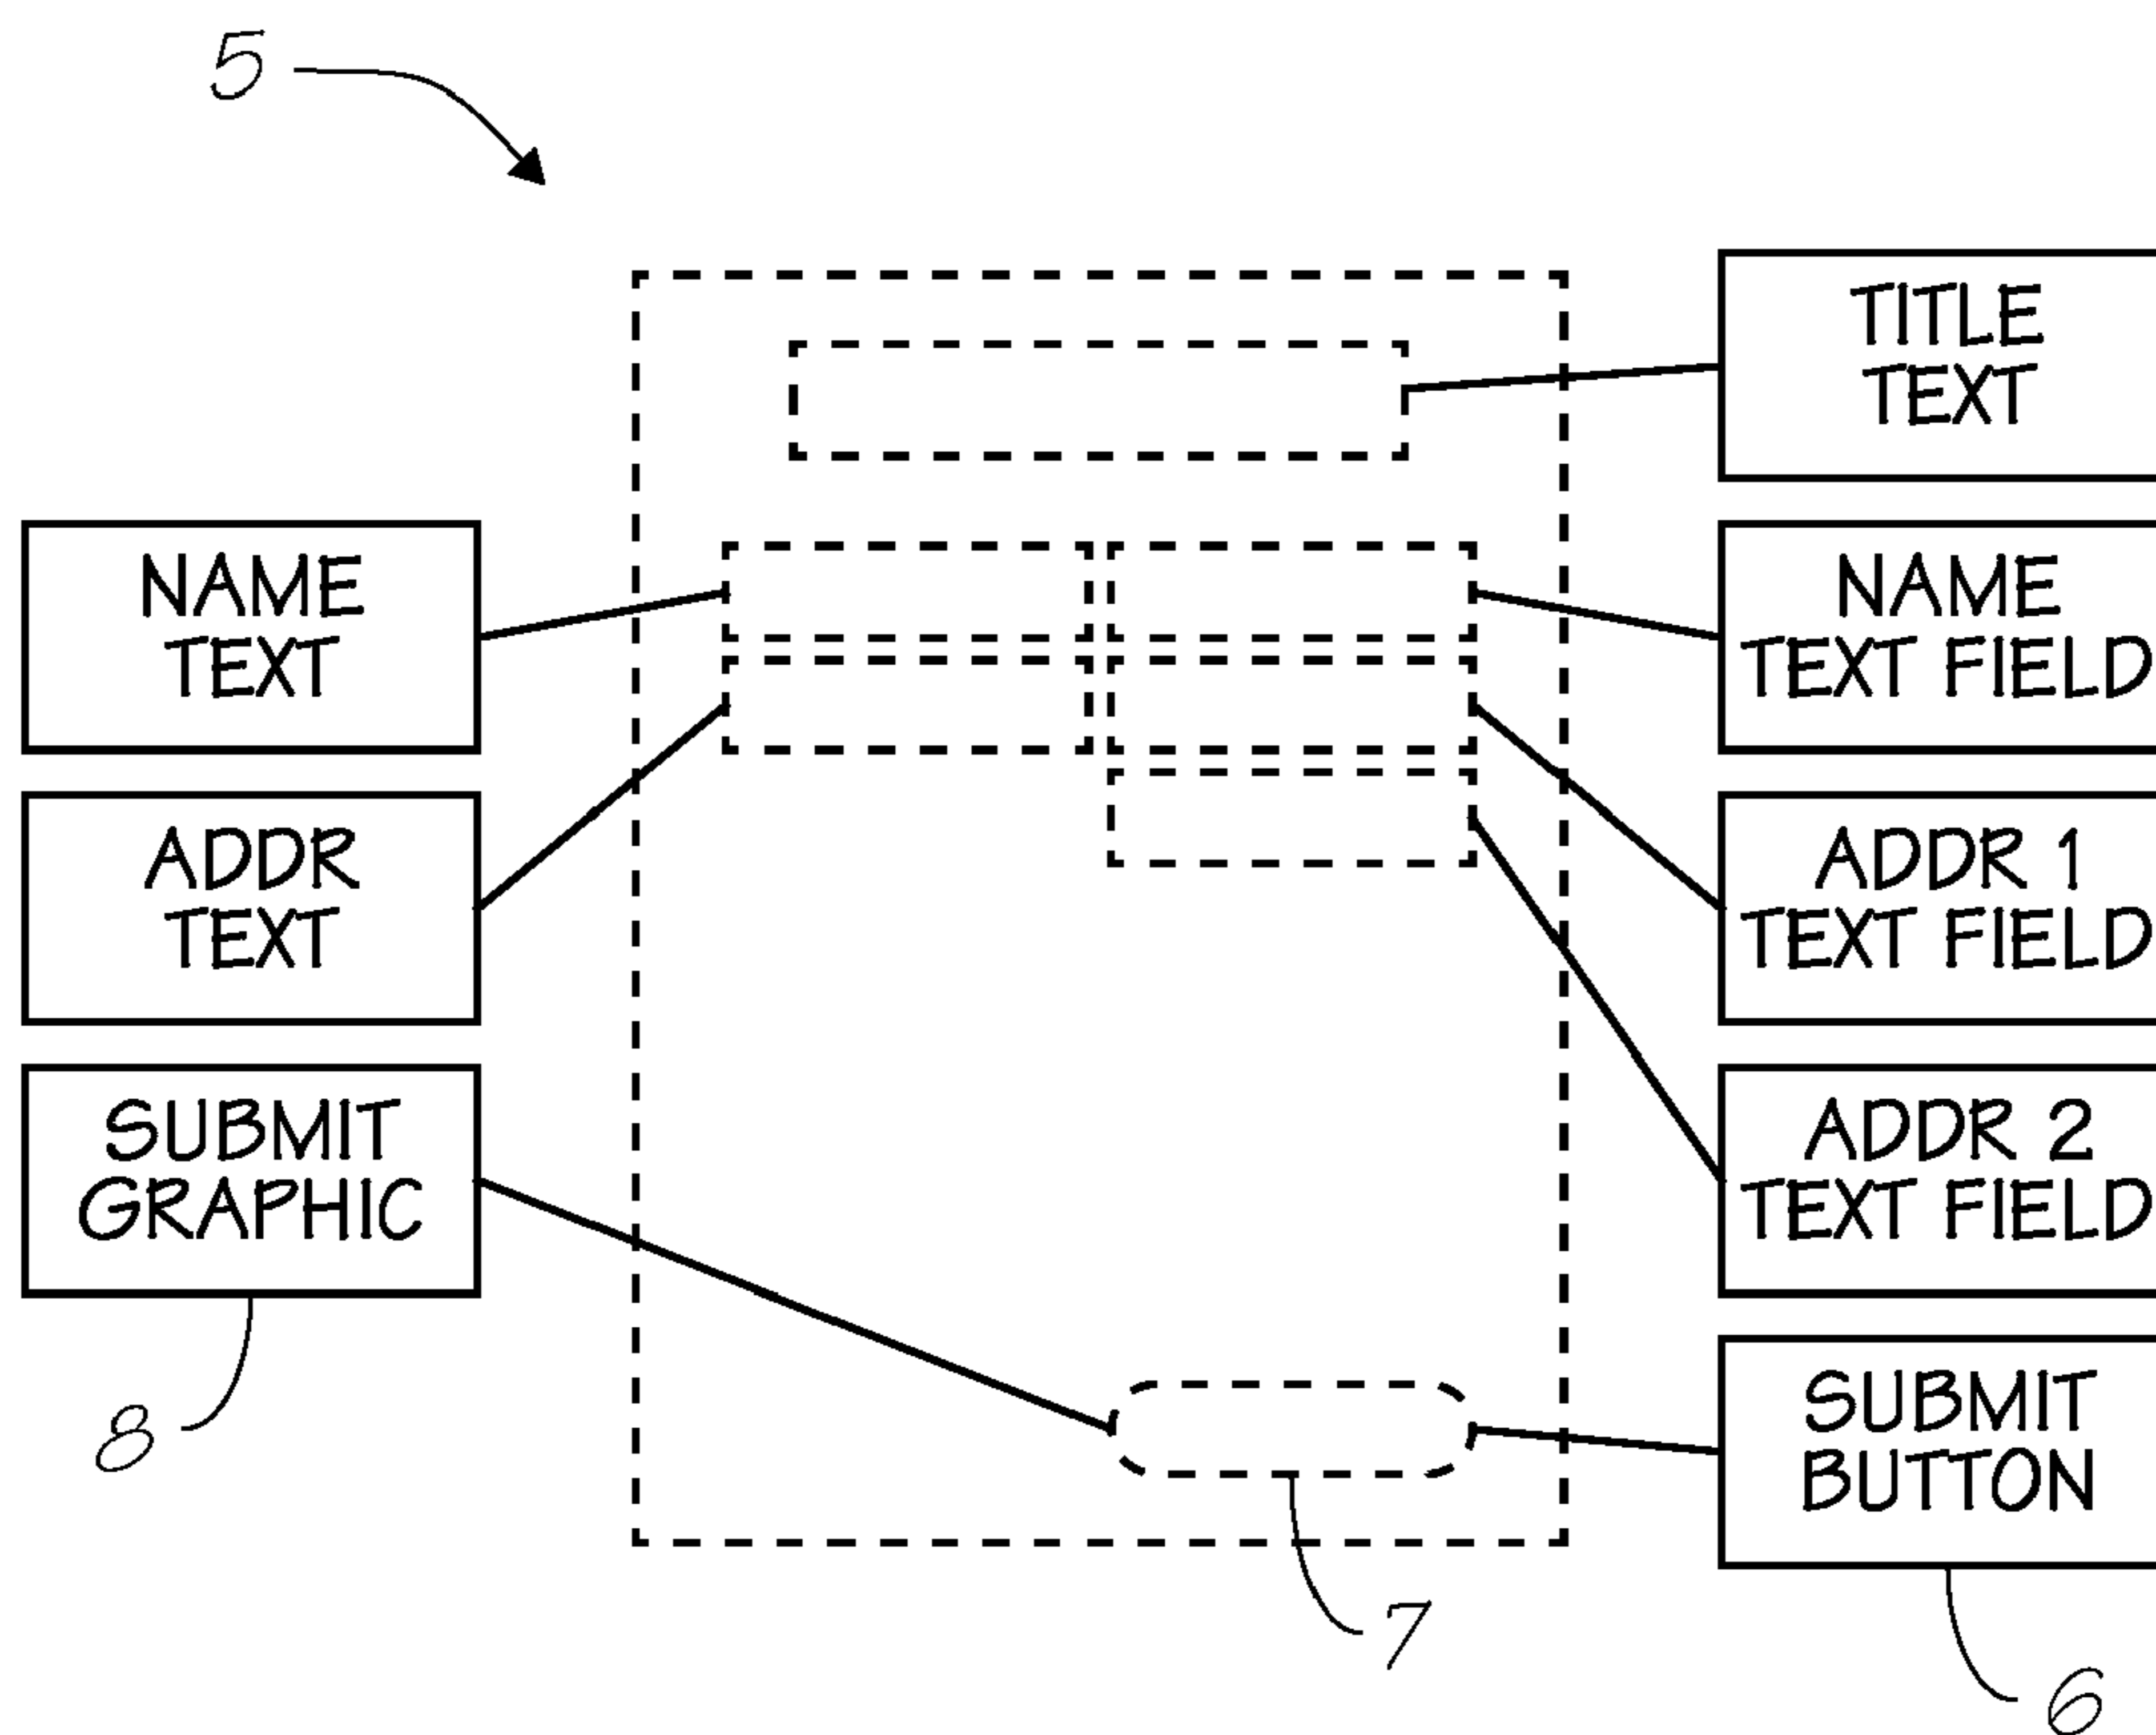 5
TITLE
TEXT
NAME
TEXT
NAME
TEXT FIELD
ADDR
TEXT
ADDR 1
TEXT FIELD
SUBMIT
GRAPHIC
ADDR 2
TEXT FIELD
SUBMIT
BUTTON
8
7
6